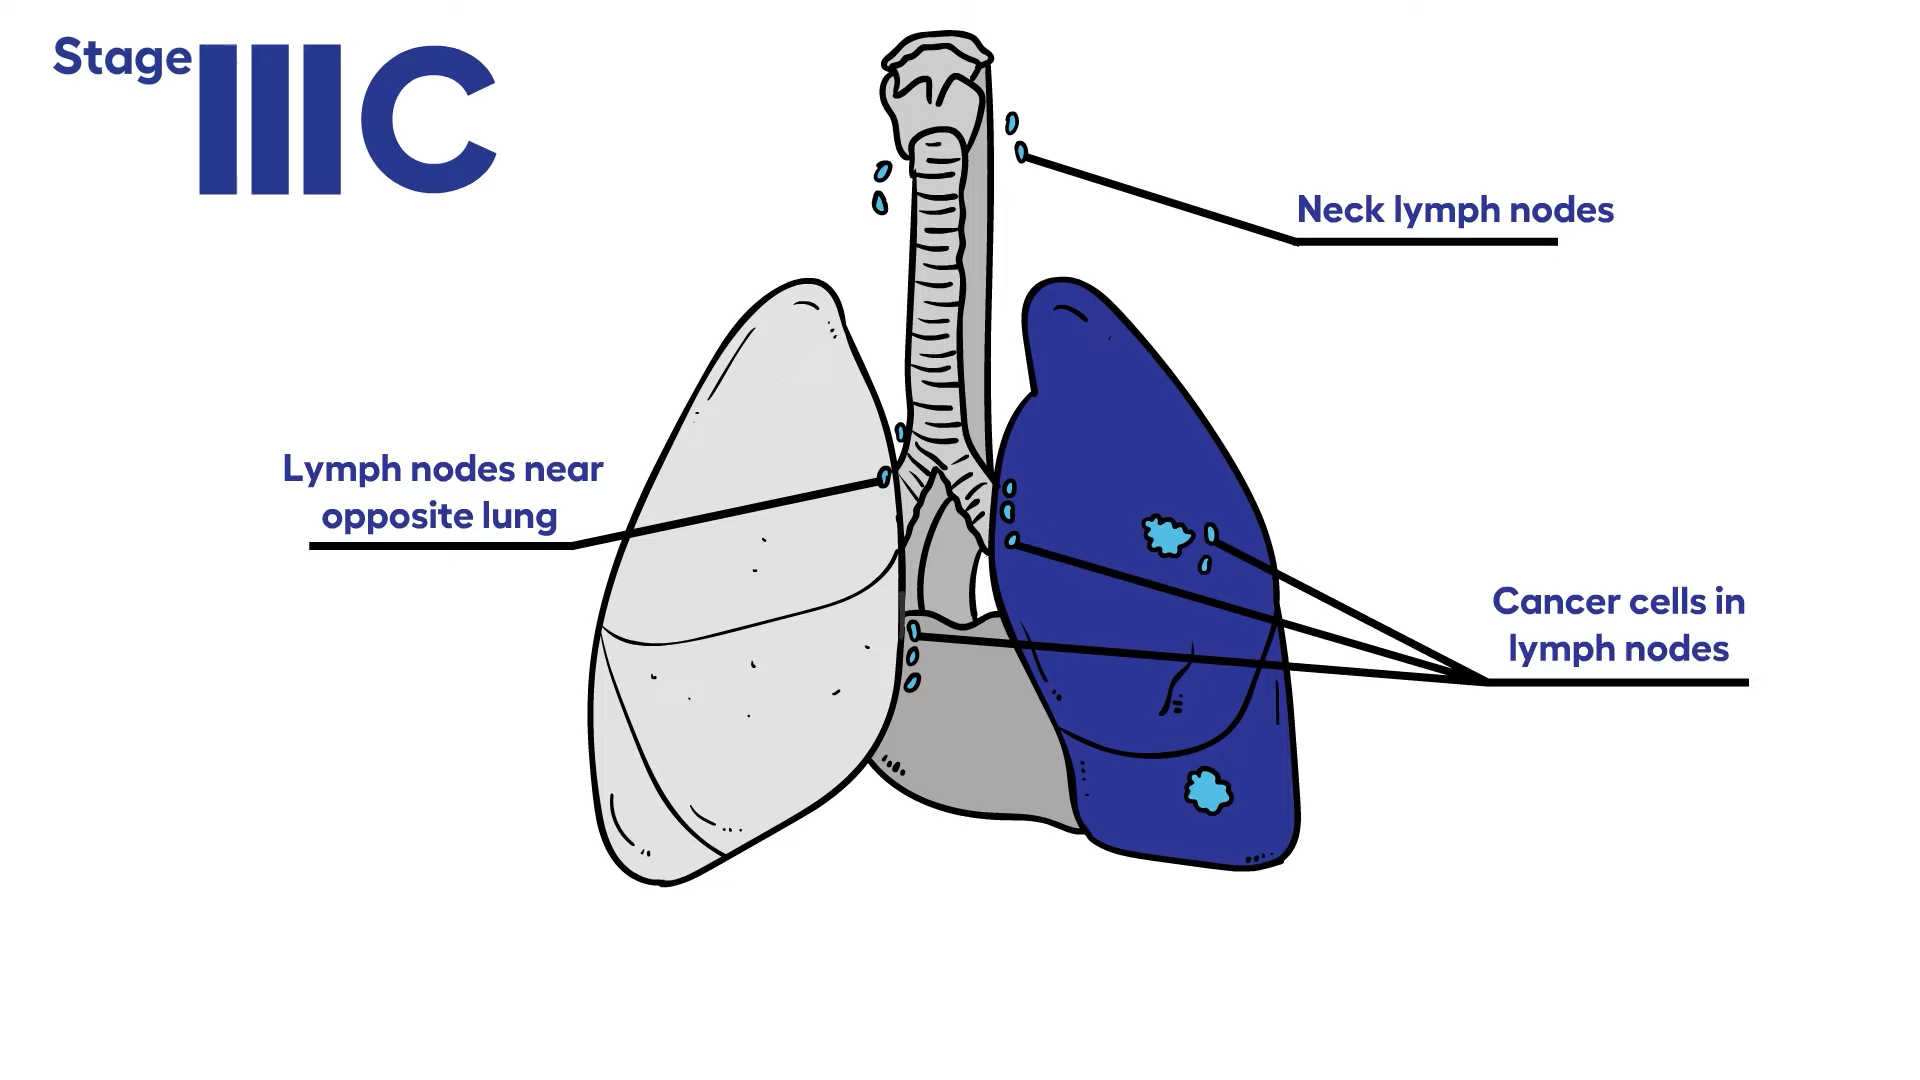 Stage IIIC
Neck lymph nodes
Lymph nodes near
opposite lung
Cancer cells in
lymph nodes